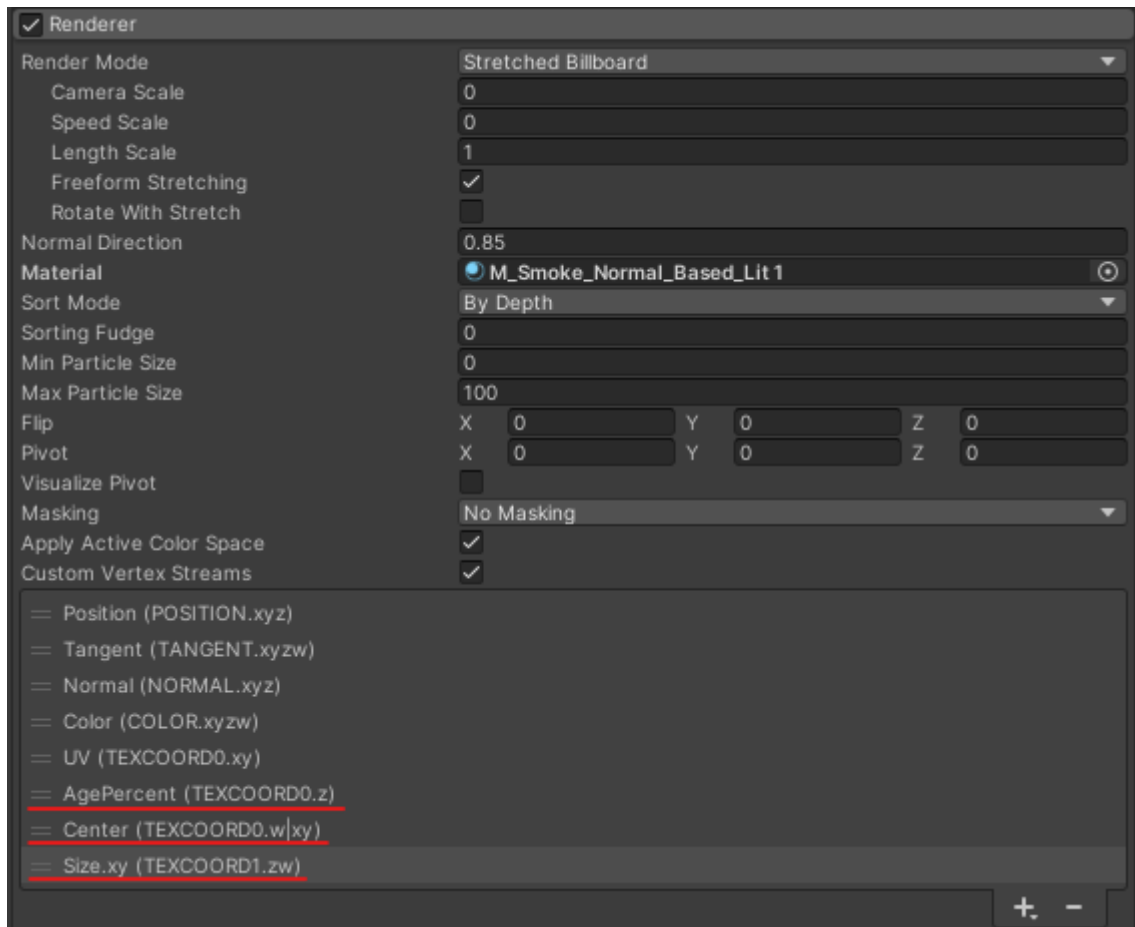 Renderer
Render Mode Stretched Billboard
Camera Scale 0
Speed Scale 0
Length Scale 1
Freeform Stretching
Rotate With Stretch
Normal Direction 0.85
Material M_Smoke_Normal_Based_Lit 1
Sort Mode By Depth
Sorting Fudge 0
Min Particle Size 0
Max Particle Size 100
Flip X 0 Y 0 Z 0
Pivot X 0 Y 0 Z 0
Visualize Pivot
Masking No Masking
Apply Active Color Space
Custom Vertex Streams
Position (POSITION.xyz)
Tangent (TANGENT.xyzw)
Normal (NORMAL.xyz)
Color (COLOR.xyzw)
UV (TEXCOORD0.xy)
AgePercent (TEXCOORD0.z)
Center (TEXCOORD0.w|xy)
Size.xy (TEXCOORD1.zw)